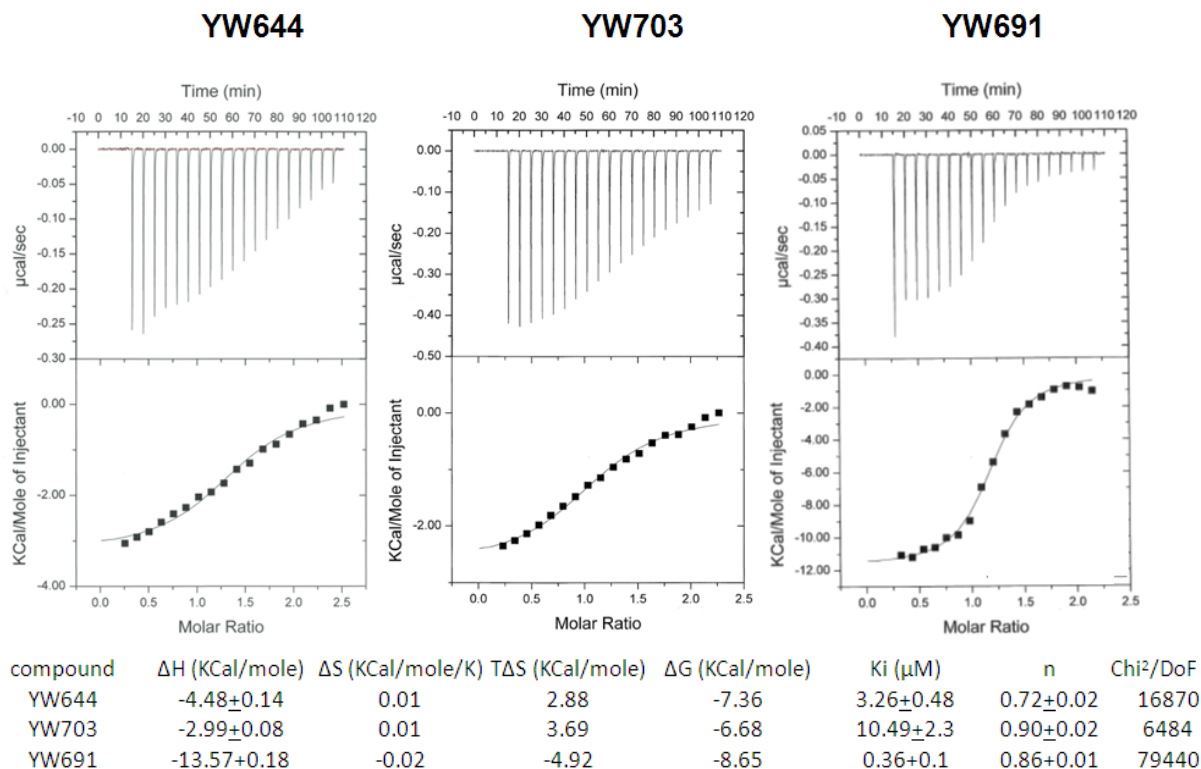 YW644 YW703 YW691
Time (min) Time (min) Time (min)
-10 0 10 20 30 40 50 60 70 80 90 100 110 120 -10 0 10 20 30 40 50 60 70 80 90 100 110 120 -10 0 10 20 30 40 50 60 70 80 90 100 110 120
0.00
-0.05
-0.10
-0.15
-0.20
-0.25
-0.30
µcal/sec
0.00
-0.10
-0.20
-0.30
-0.40
-0.50
µcal/sec
0.05
0.00
-0.05
-0.10
-0.15
-0.20
-0.25
-0.30
-0.35
-0.40
µcal/sec
0.00
-2.00
-4.00
KCal/Mole of Injectant
0.00
-2.00
KCal/Mole of Injectant
0.00
-2.00
-4.00
-6.00
-8.00
-10.00
-12.00
KCal/Mole of Injectant
0.0 0.5 1.0 1.5 2.0 2.5 0.0 0.5 1.0 1.5 2.0 2.5 0.0 0.5 1.0 1.5 2.0 2.5
Molar Ratio Molar Ratio Molar Ratio
compound ΔH (KCal/mole) ΔS (KCal/mole/K) TΔS (KCal/mole) ΔG (KCal/mole) Ki (µM) n Chi²/DoF
YW644 -4.48±0.14 0.01 2.88 -7.36 3.26±0.48 0.72±0.02 16870
YW703 -2.99±0.08 0.01 3.69 -6.68 10.49±2.3 0.90±0.02 6484
YW691 -13.57±0.18 -0.02 -4.92 -8.65 0.36±0.1 0.86±0.01 79440